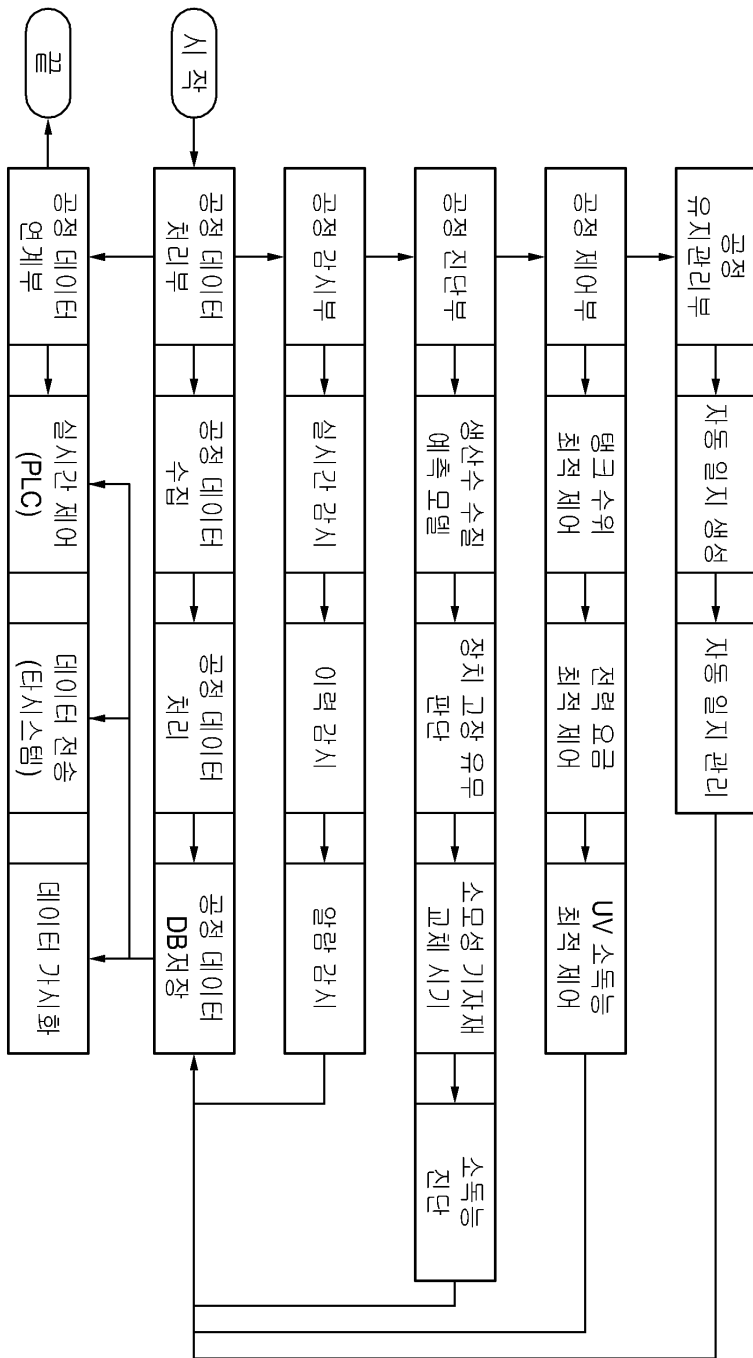 시 작
끝
공정
유지관리부
자동 일지 생성
자동 일지 관리
공정 제어부
탱크 수위
최적 제어
전력 요금
최적 제어
UV 소독능
최적 제어
공정 진단부
생산수 수질
예측 모델
장치 고장 유무
판단
소모성 기자재
교체 시기
소독능
진단
공정 감시부
실시간 감시
이력 감시
알람 감시
공정 데이터
처리부
공정 데이터
수집
공정 데이터
처리
공정 데이터
DB저장
공정 데이터
연계부
실시간 제어
(PLC)
데이터 전송
(타시스템)
데이터 가시화